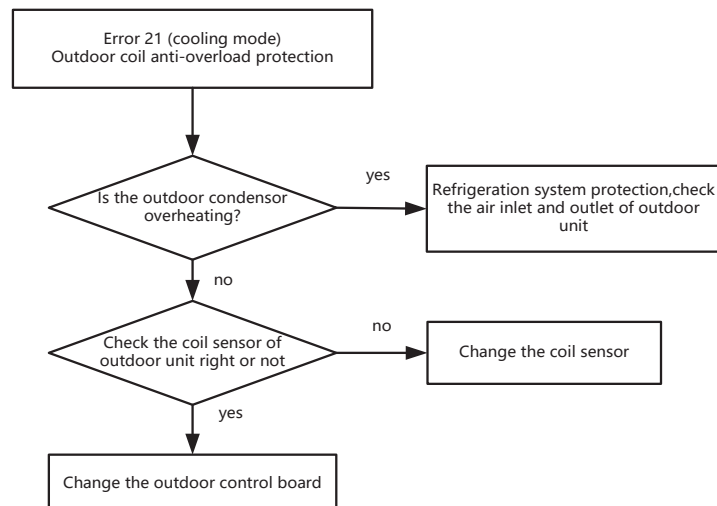 Error 21 (cooling mode)
Outdoor coil anti-overload protection
Is the outdoor condensor
overheating?
yes
Refrigeration system protection,check
the air inlet and outlet of outdoor
unit
no
Check the coil sensor of
outdoor unit right or not
no
Change the coil sensor
yes
Change the outdoor control board